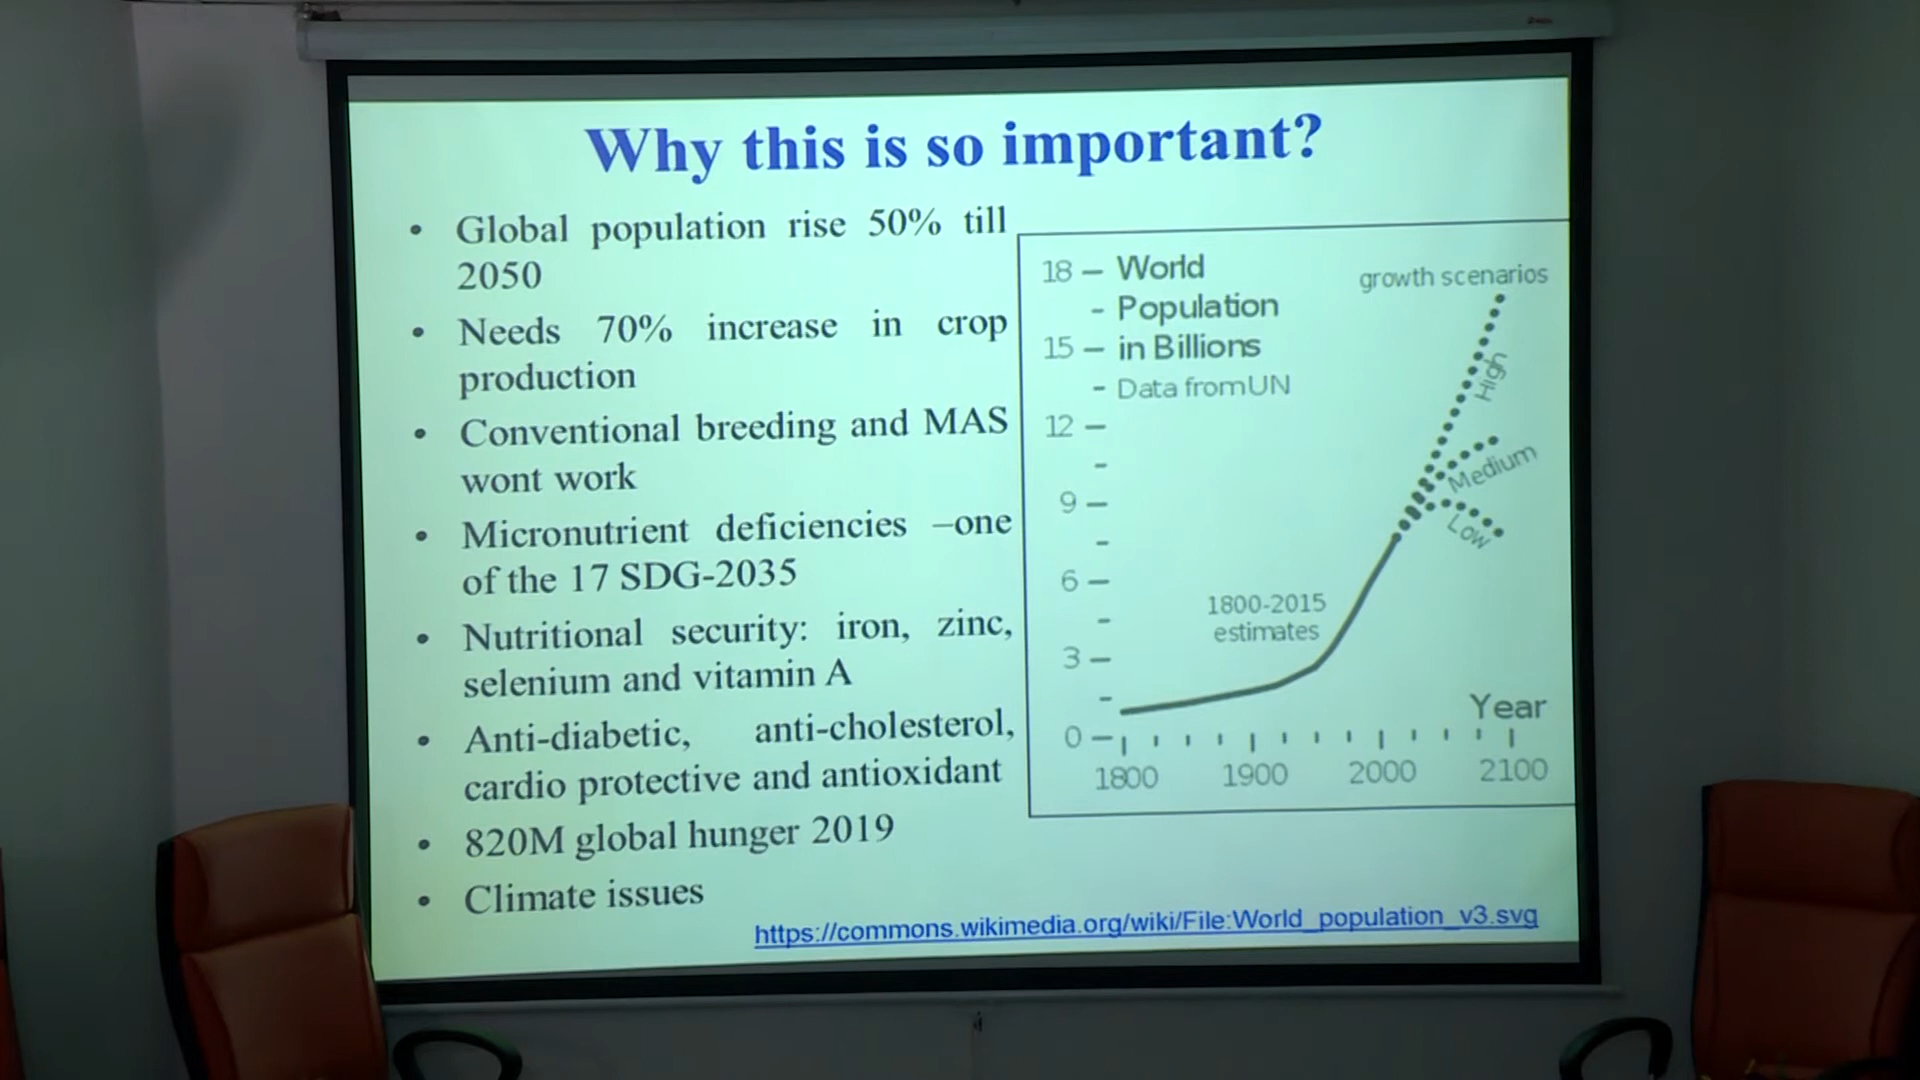 Why this is so important?
• Global population rise 50% till
2050
• Needs 70% increase in crop
production
• Conventional breeding and MAS
wont work
• Micronutrient deficiencies –one
of the 17 SDG-2035
• Nutritional security: iron, zinc,
selenium and vitamin A
• Anti-diabetic, anti-cholesterol,
cardio protective and antioxidant
• 820M global hunger 2019
• Climate issues
18
World
Population
15
in Billions
Data from UN
12
9
6
3
0
growth scenarios
High
Medium
Low
1800-2015
estimates
Year
1800 1900 2000 2100
https://commons.wikimedia.org/wiki/File:World_population_v3.svg